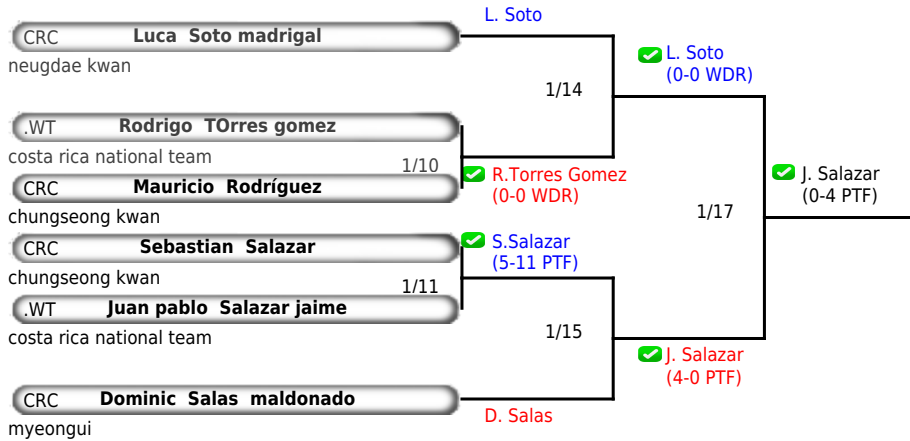 L. Soto
CRC Luca Soto madrigal
neugdae kwan
L. Soto
(0-0 WDR)
1/14
.WT Rodrigo TOrres gomez
costa rica national team
1/10
R.Torres Gomez
(0-0 WDR)
CRC Mauricio Rodríguez
chungseong kwan
J. Salazar
(0-4 PTF)
1/17
CRC Sebastian Salazar
chungseong kwan
S.Salazar
(5-11 PTF)
1/11
.WT Juan pablo Salazar jaime
costa rica national team
1/15
J. Salazar
(4-0 PTF)
CRC Dominic Salas maldonado
myeongui
D. Salas